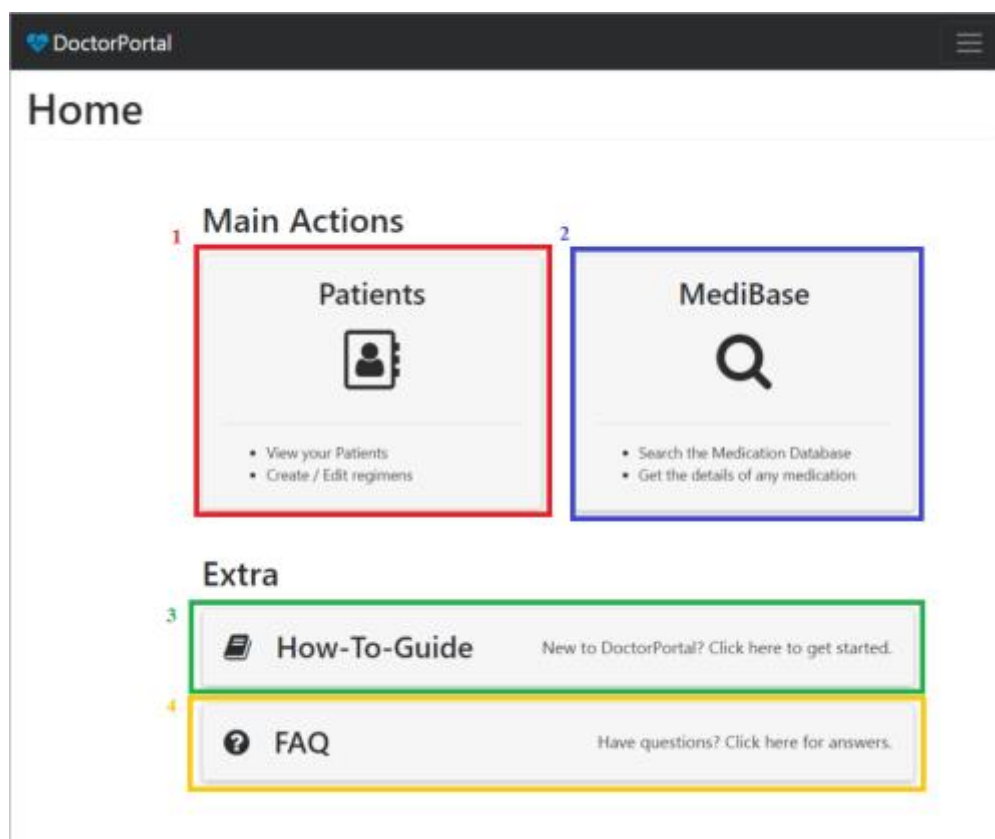 DoctorPortal
Home
Main Actions
1
2
Patients
MediBase
• View your Patients
• Create / Edit regimens
• Search the Medication Database
• Get the details of any medication
Extra
3
How-To-Guide
New to DoctorPortal? Click here to get started.
4
FAQ
Have questions? Click here for answers.